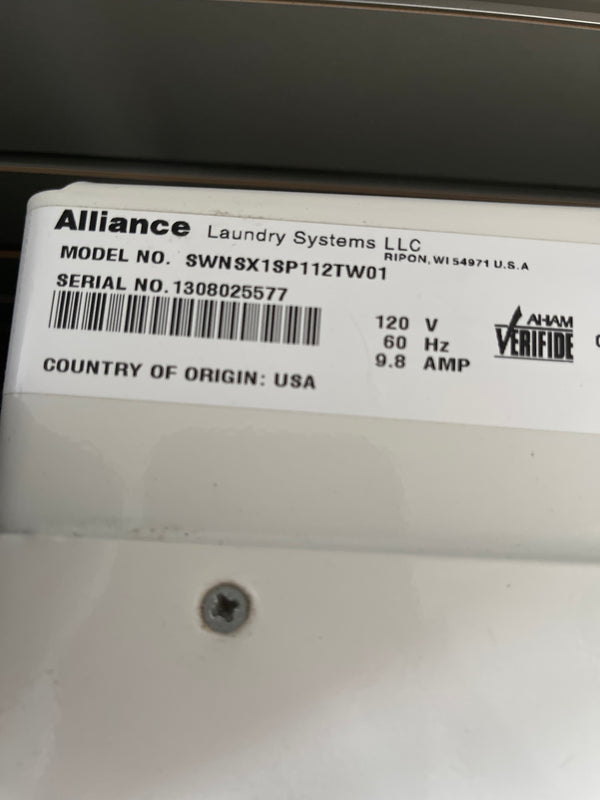 Alliance Laundry Systems LLC
RIPON, WI 54971 U.S.A
MODEL NO. SWNSX1SP112TW01
SERIAL NO. 1308025577
120 V
60 Hz
9.8 AMP
AHAM
VERIFIDE
COUNTRY OF ORIGIN: USA